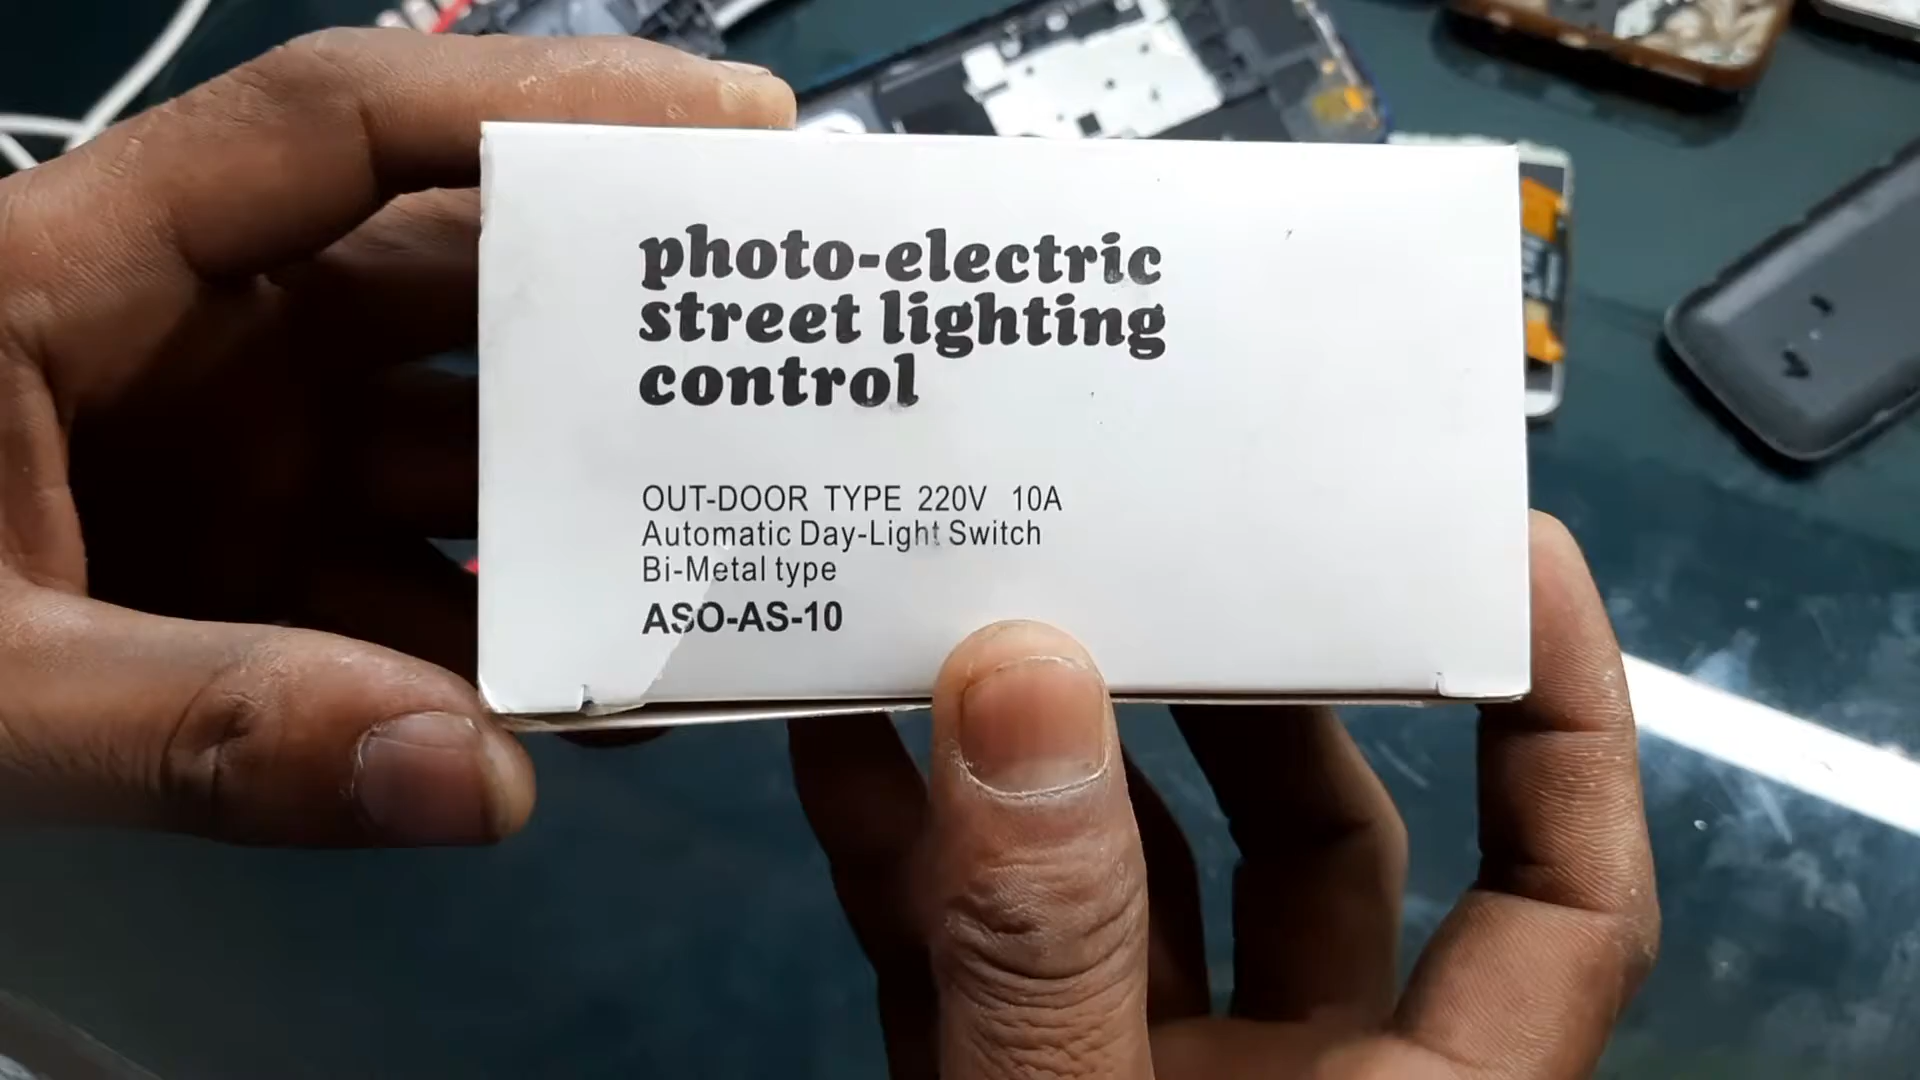 photo-electric
street lighting
control
OUT-DOOR TYPE 220V 10A
Automatic Day-Light Switch
Bi-Metal type
ASO-AS-10